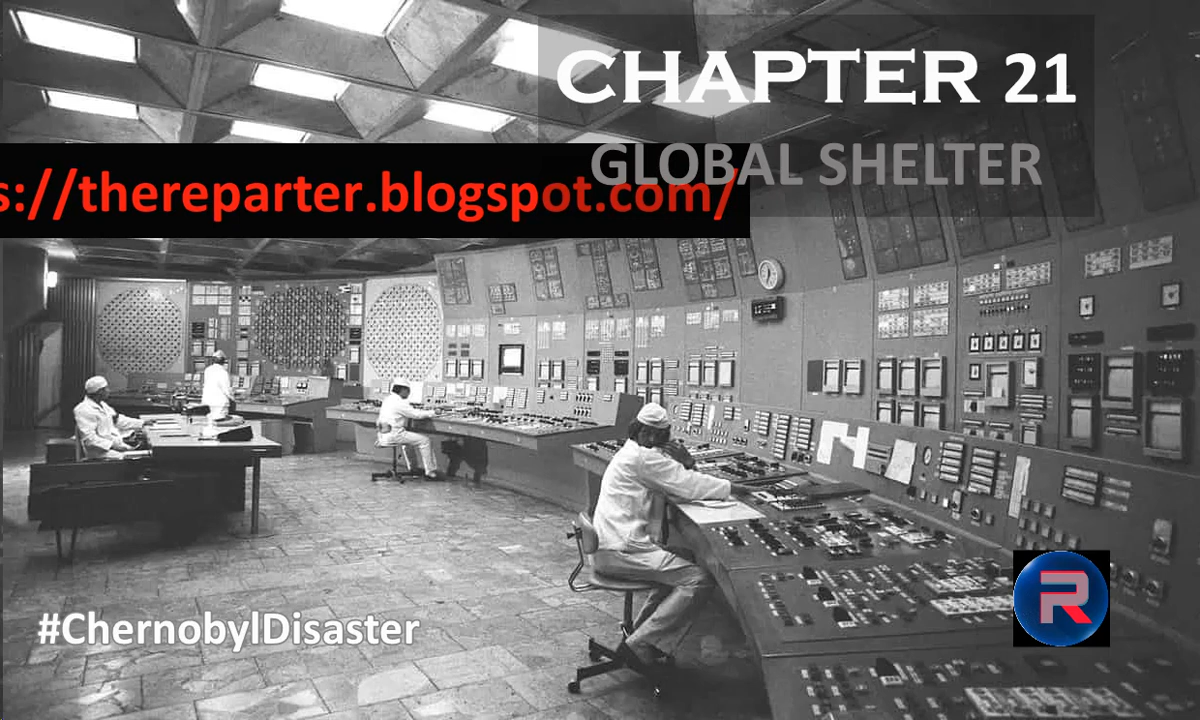 CHAPTER 21
GLOBAL SHELTER
s://thereparter.blogspot.com/
#ChernobylDisaster
R